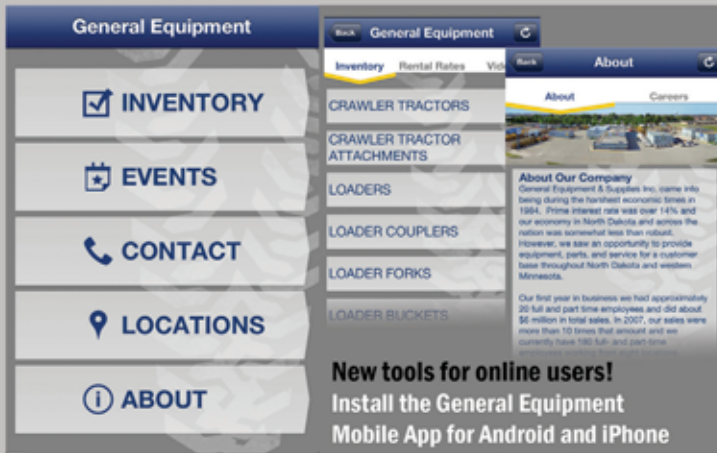 General Equipment
INVENTORY
EVENTS
CONTACT
LOCATIONS
ABOUT
Back
General Equipment
Inventory
Rental Rates
Vid
CRAWLER TRACTORS
CRAWLER TRACTOR
ATTACHMENTS
LOADERS
LOADER COUPLERS
LOADER FORKS
LOADER BUCKETS
Back
About
About
Careers
About Our Company
General Equipment & Supplies Inc. came into
being during the harshest economic times in
1984. Prime interest rate was over 14% and
our economy in North Dakota and across the
nation was somewhat less than robust.
However, we saw an opportunity to provide
equipment, parts, and service for a customer
base throughout North Dakota and western
Minnesota.
Our first year in business we had approximately
20 full and part time employees and did about
$6 million in total sales. In 2007, our sales were
more than 10 times that amount and we
currently have 180 full- and part-time
employees working from eight locations
New tools for online users!
Install the General Equipment
Mobile App for Android and iPhone